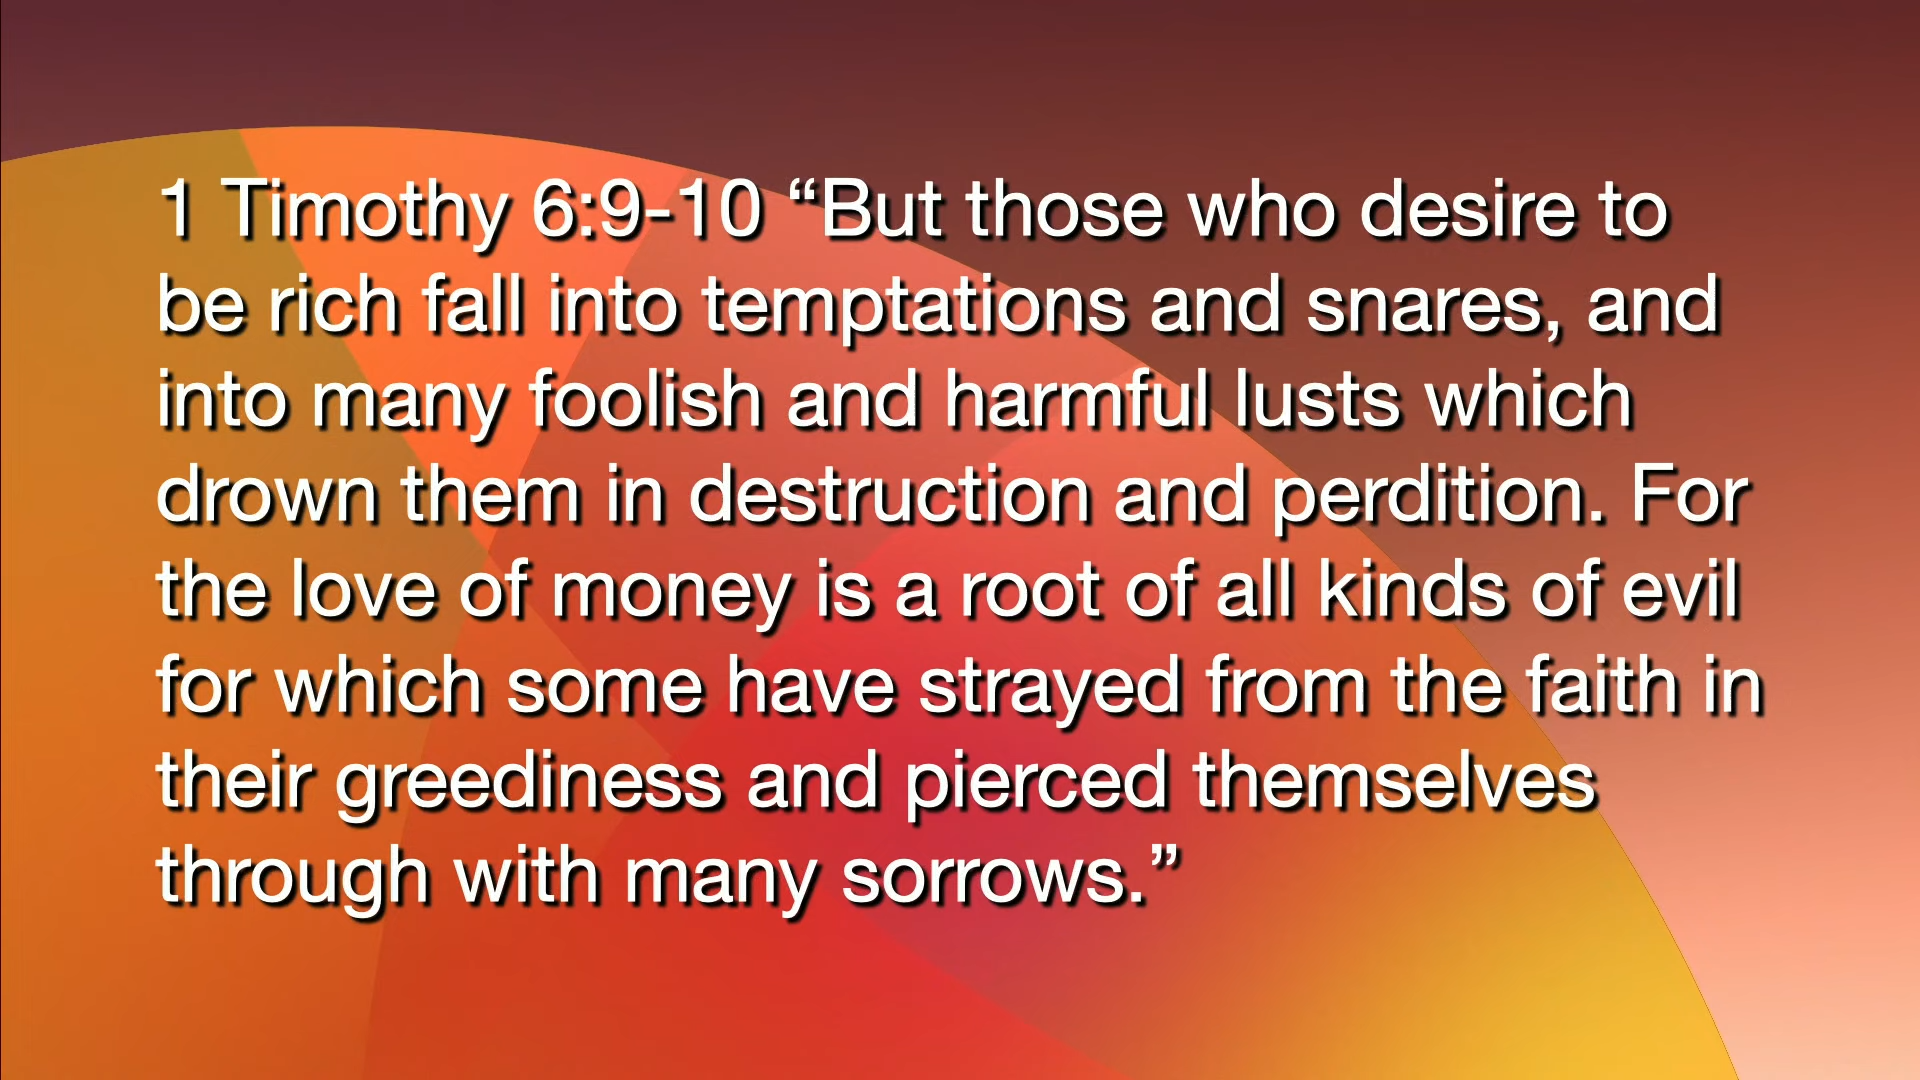 1 Timothy 6:9-10 “But those who desire to
be rich fall into temptations and snares, and
into many foolish and harmful lusts which
drown them in destruction and perdition. For
the love of money is a root of all kinds of evil
for which some have strayed from the faith in
their greediness and pierced themselves
through with many sorrows.”